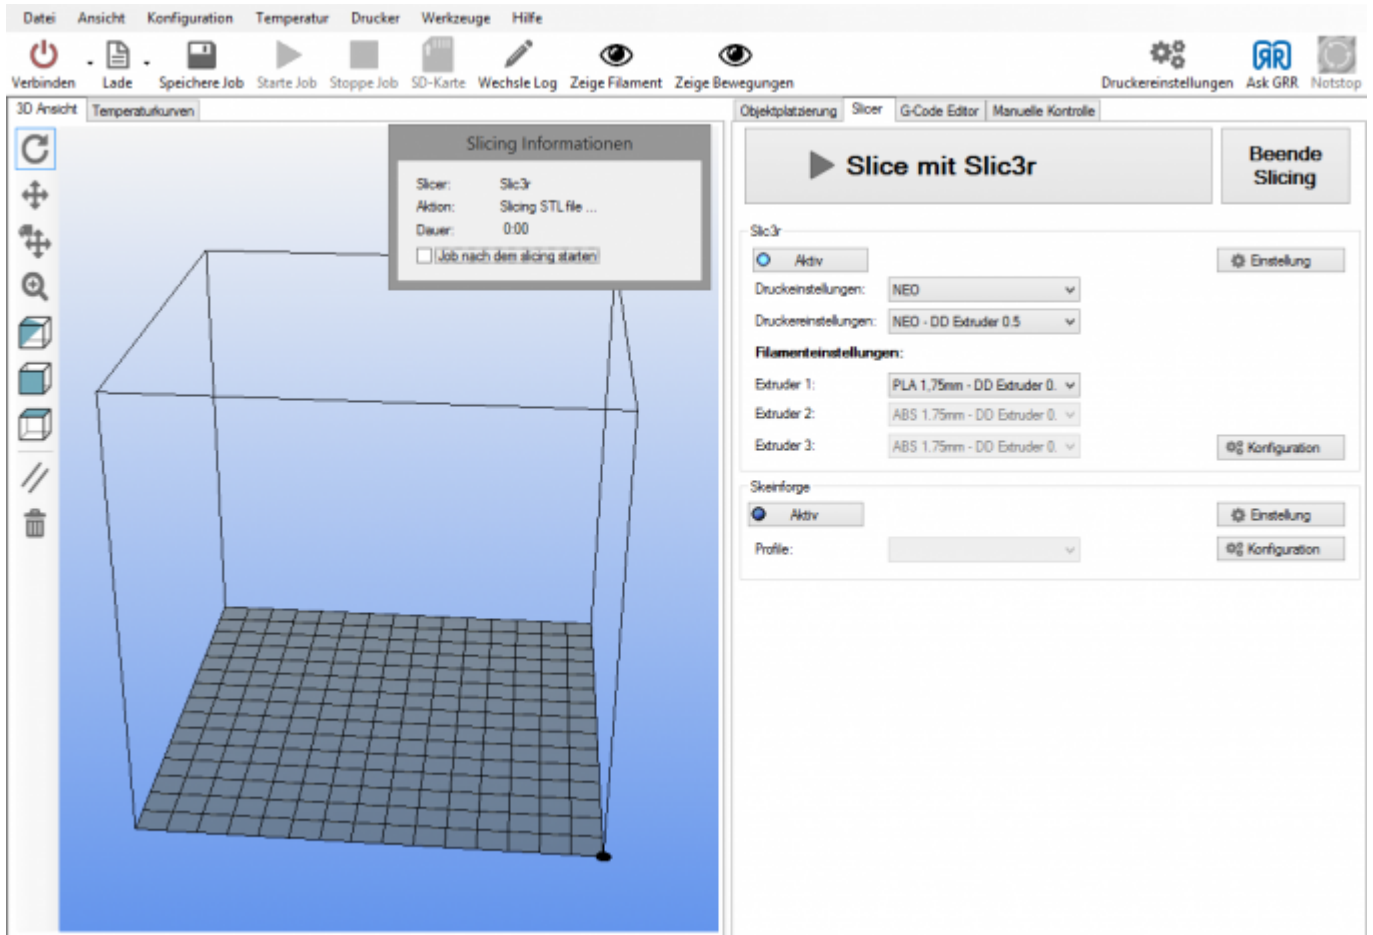 Datei Ansicht Konfiguration Temperatur Drucker Werkzeuge Hilfe
Verbinden Lade Speichere Job Starte Job Stoppe Job SD-Karte Wechsle Log Zeige Filament Zeige Bewegungen Druckereinstellungen Ask GRR Notstop
3D Ansicht Temperaturkurven
Slicing Informationen
Slicer: Slic3r
Aktion: Slicing STL file ...
Dauer: 0:00
Job nach dem slicing starten
Objektplatzierung Slicer G-Code Editor Manuelle Kontrolle
Slice mit Slic3r
Beende
Slicing
Slic3r
Aktiv Einstellung
Druckeinstellungen: NEO
Druckereinstellungen: NEO - DD Extruder 0.5
Filamenteinstellungen:
Extruder 1: PLA 1,75mm - DD Extruder 0.
Extruder 2: ABS 1.75mm - DD Extruder 0.
Extruder 3: ABS 1.75mm - DD Extruder 0. Konfiguration
Skeinforge
Aktiv Einstellung
Profile: Konfiguration